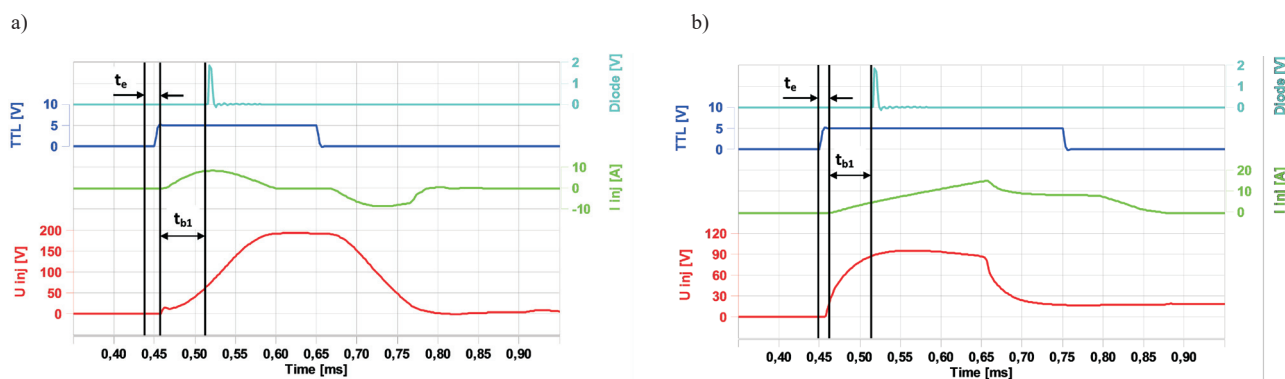 a)
2
1
0
Diode [V]
te
10
5
0
TTL [V]
10
0
-10
I inj [A]
tb1
200
150
100
50
0
U inj [V]
0,40 0,45 0,50 0,55 0,60 0,65 0,70 0,75 0,80 0,85 0,90
Time [ms]
b)
2
1
0
Diode [V]
te
10
5
0
TTL [V]
20
10
0
I inj [A]
tb1
120
90
60
30
0
U inj [V]
0,40 0,45 0,50 0,55 0,60 0,65 0,70 0,75 0,80 0,85 0,90
Time [ms]